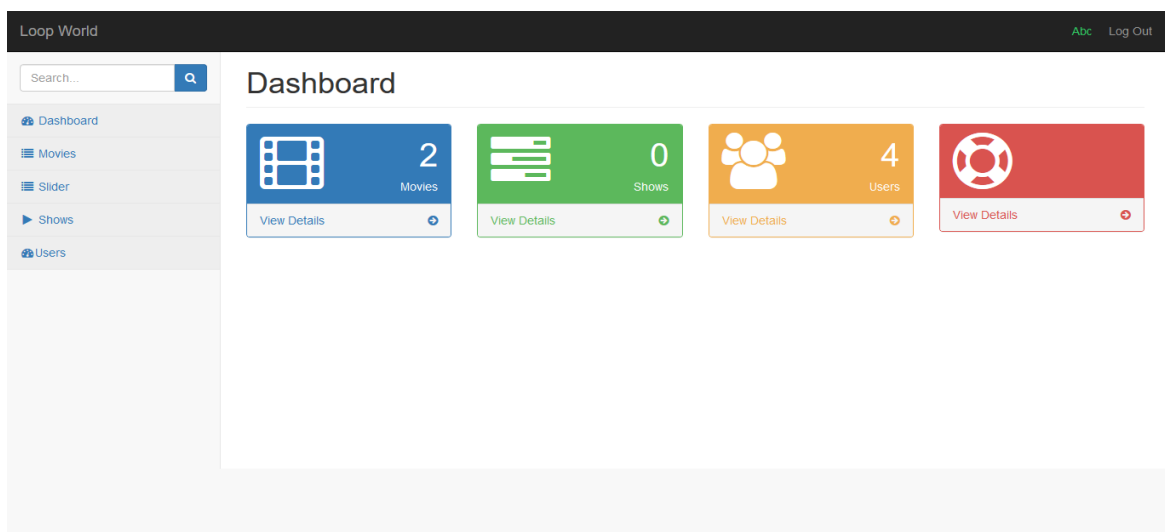 Loop World
Abc Log Out
Search...
Dashboard
Movies
Slider
Shows
Users
Dashboard
2
Movies
View Details
0
Shows
View Details
4
Users
View Details
View Details